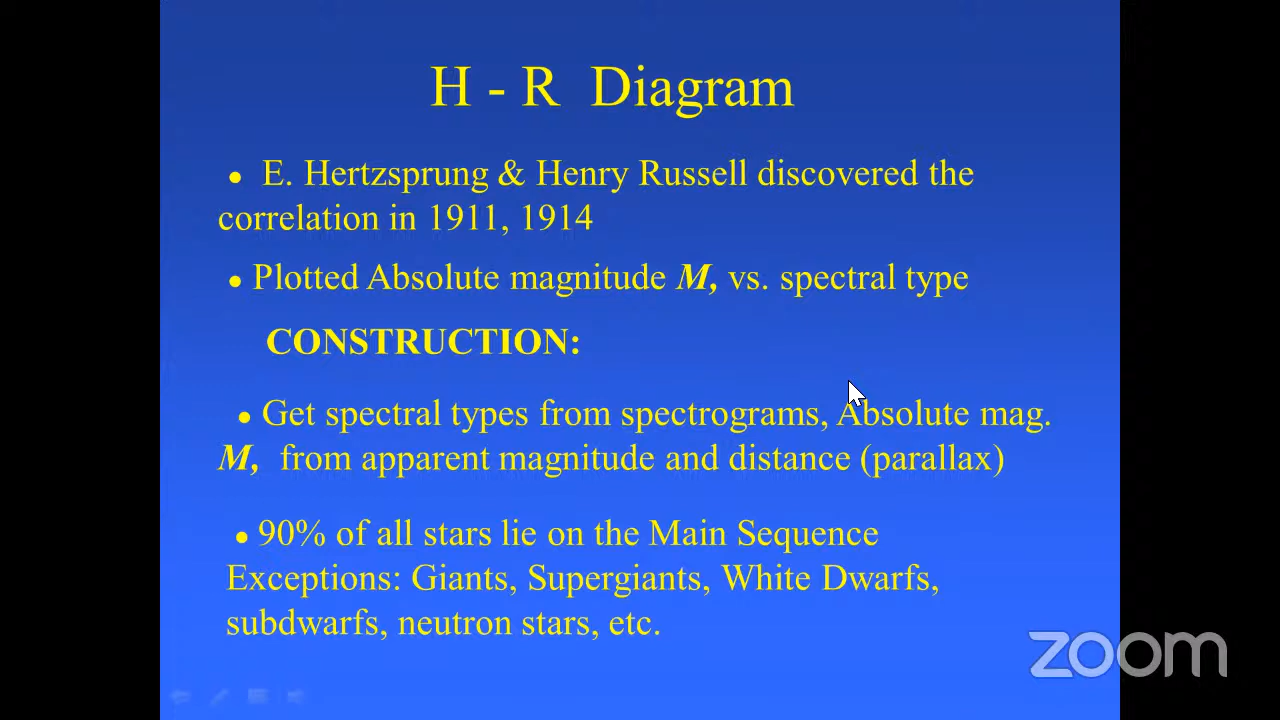 H - R Diagram
• E. Hertzsprung & Henry Russell discovered the
correlation in 1911, 1914
• Plotted Absolute magnitude M, vs. spectral type
CONSTRUCTION:
• Get spectral types from spectrograms, Absolute mag.
M, from apparent magnitude and distance (parallax)
• 90% of all stars lie on the Main Sequence
Exceptions: Giants, Supergiants, White Dwarfs,
subdwarfs, neutron stars, etc.
zoom